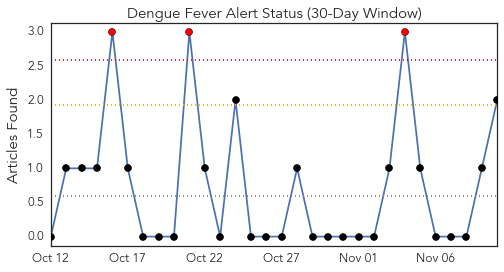 Dengue Fever Alert Status (30-Day Window)
Articles Found
3.0
2.5
2.0
1.5
1.0
0.5
0.0
Oct 12 Oct 17 Oct 22 Oct 27 Nov 01 Nov 06